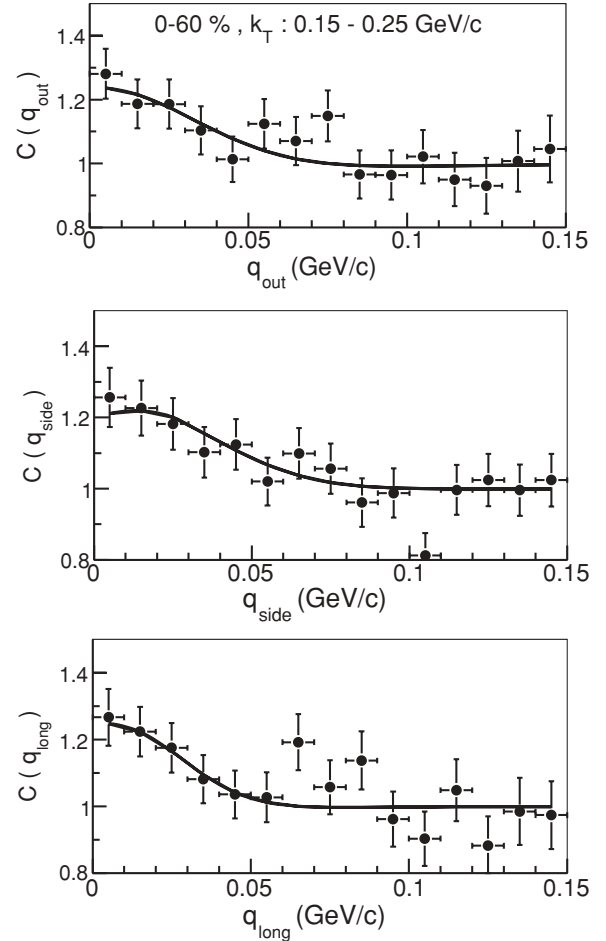 0-60 % , k_T : 0.15 - 0.25 GeV/c
1.4
1.2
1
0.8
C ( q_out )
0 0.05 0.1 0.15
q_out (GeV/c)
1.4
1.2
1
0.8
C ( q_side )
0 0.05 0.1 0.15
q_side (GeV/c)
1.4
1.2
1
0.8
C ( q_long )
0 0.05 0.1 0.15
q_long (GeV/c)